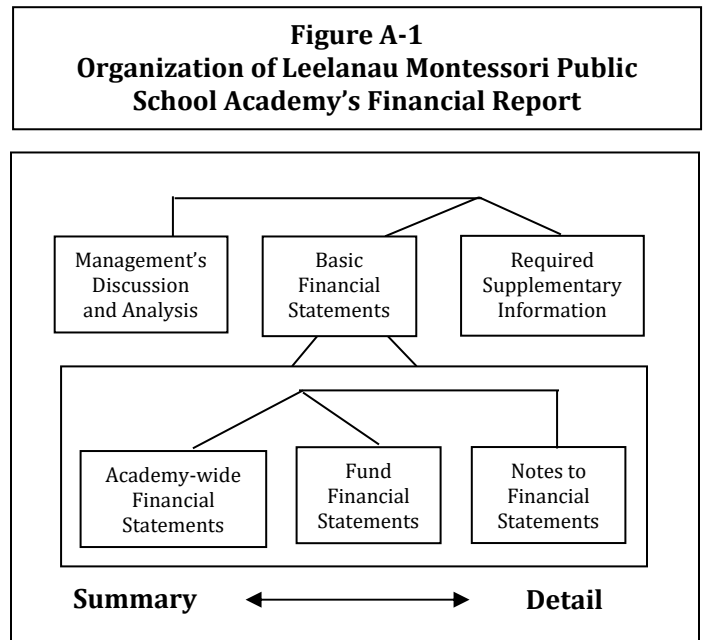 Figure A-1
Organization of Leelanau Montessori Public
School Academy’s Financial Report
Management’s
Discussion
and Analysis
Basic
Financial
Statements
Required
Supplementary
Information
Academy-wide
Financial
Statements
Fund
Financial
Statements
Notes to
Financial
Statements
Summary
Detail